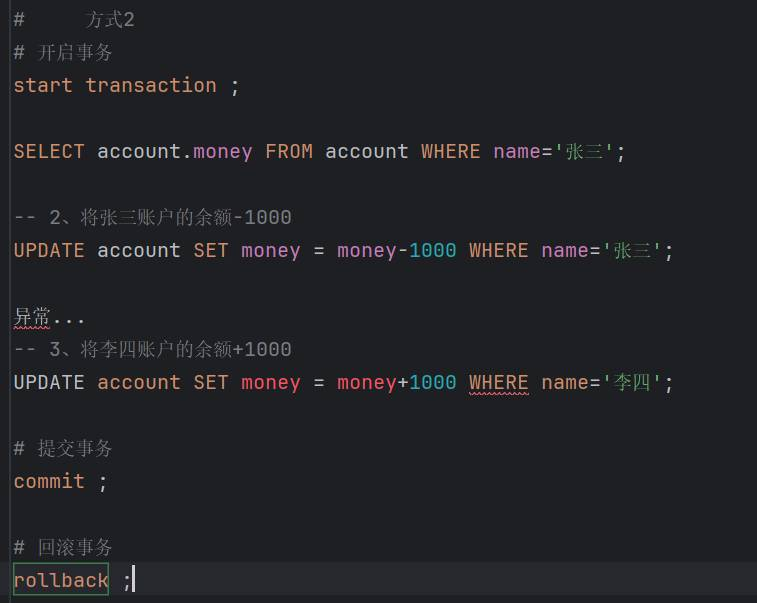 # 方式2
# 开启事务
start transaction ;
SELECT account.money FROM account WHERE name='张三';
-- 2、将张三账户的余额-1000
UPDATE account SET money = money-1000 WHERE name='张三';
异常...
-- 3、将李四账户的余额+1000
UPDATE account SET money = money+1000 WHERE name='李四';
# 提交事务
commit ;
# 回滚事务
rollback ;